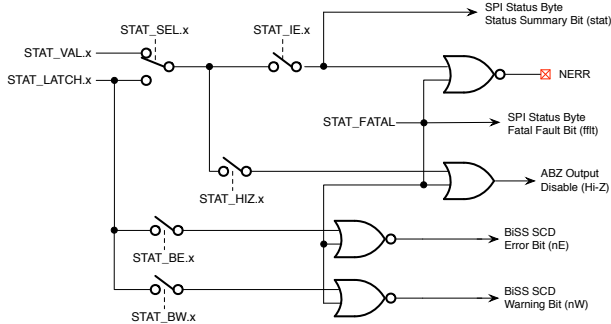 SPI Status Byte
Status Summary Bit (stat)
STAT_SEL.x
STAT_IE.x
STAT_VAL.x
STAT_LATCH.x
NERR
STAT_FATAL
SPI Status Byte
Fatal Fault Bit (fflt)
STAT_HIZ.x
ABZ Output
Disable (Hi-Z)
STAT_BE.x
BiSS SCD
Error Bit (nE)
STAT_BW.x
BiSS SCD
Warning Bit (nW)